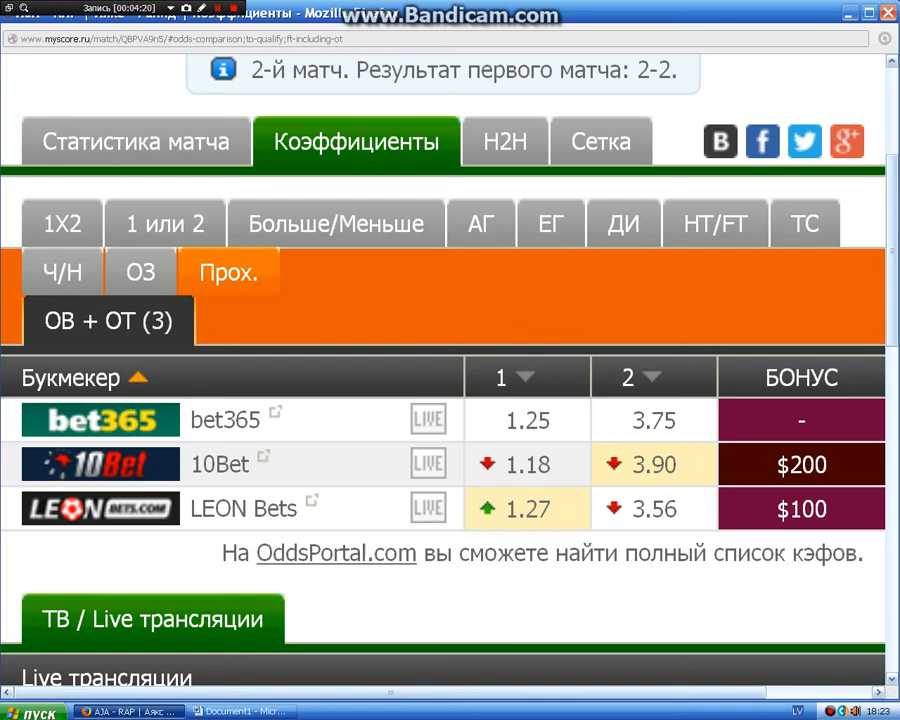 Запись [00:04:20]
Коэффициенты - Mozill
www.Bandicam.com
www.myscore.ru/match/QBPVA9n5/#odds-comparison;to-qualify;ft-including-ot
2-й матч. Результат первого матча: 2-2.
Статистика матча Коэффициенты H2H Сетка
B f g+
1X2 1 или 2 Больше/Меньше АГ ЕГ ДИ HT/FT ТС
Ч/Н ОЗ Прох.
ОВ + ОТ (3)
Букмекер 1 2 БОНУС
bet365 bet365 LIVE 1.25 3.75 -
10Bet 10Bet LIVE 1.18 3.90 $200
LEON BETS.COM LEON Bets LIVE 1.27 3.56 $100
На OddsPortal.com вы сможете найти полный список кэфов.
ТВ / Live трансляции
Live трансляции
пуск AJA - RAP | Аякс ... Document1 - Micr... LV 18:23